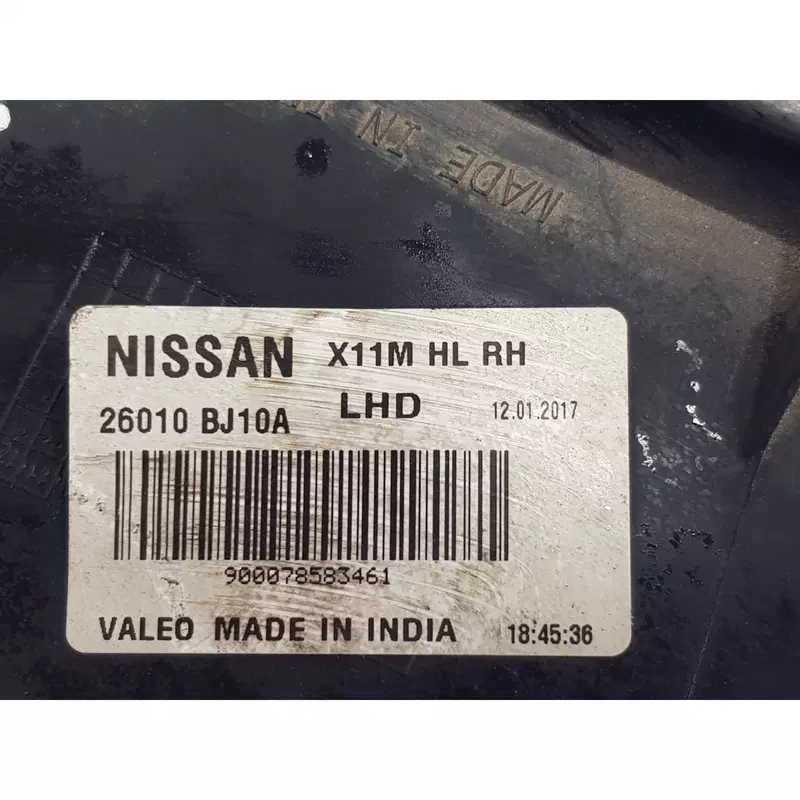 MADE IN
NISSAN X11M HL RH
26010 BJ10A LHD 12.01.2017
900078583461
VALEO MADE IN INDIA 18:45:36